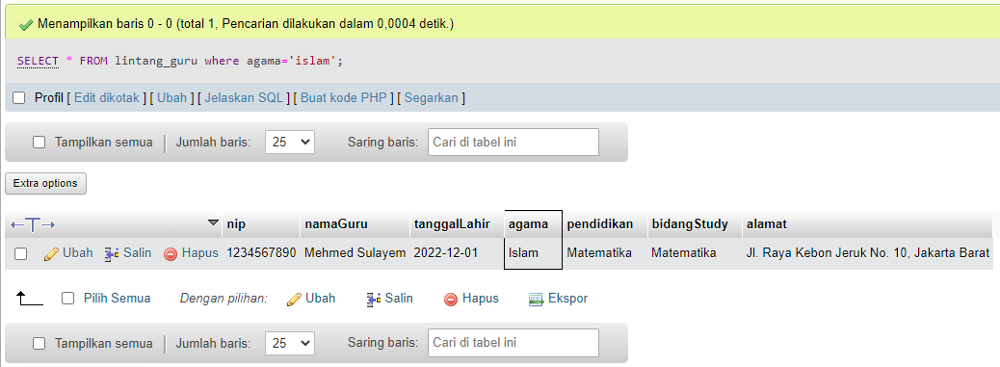 Menampilkan baris 0 - 0 (total 1, Pencarian dilakukan dalam 0,0004 detik.)
SELECT * FROM lintang_guru where agama='islam';
Profil [ Edit dikotak ] [ Ubah ] [ Jelaskan SQL ] [ Buat kode PHP ] [ Segarkan ]
Tampilkan semua | Jumlah baris: 25 Saring baris: Cari di tabel ini
Extra options
←T→ nip namaGuru tanggalLahir agama pendidikan bidangStudy alamat
Ubah Salin Hapus 1234567890 Mehmed Sulayem 2022-12-01 Islam Matematika Matematika Jl. Raya Kebon Jeruk No. 10, Jakarta Barat
Pilih Semua Dengan pilihan: Ubah Salin Hapus Ekspor
Tampilkan semua | Jumlah baris: 25 Saring baris: Cari di tabel ini